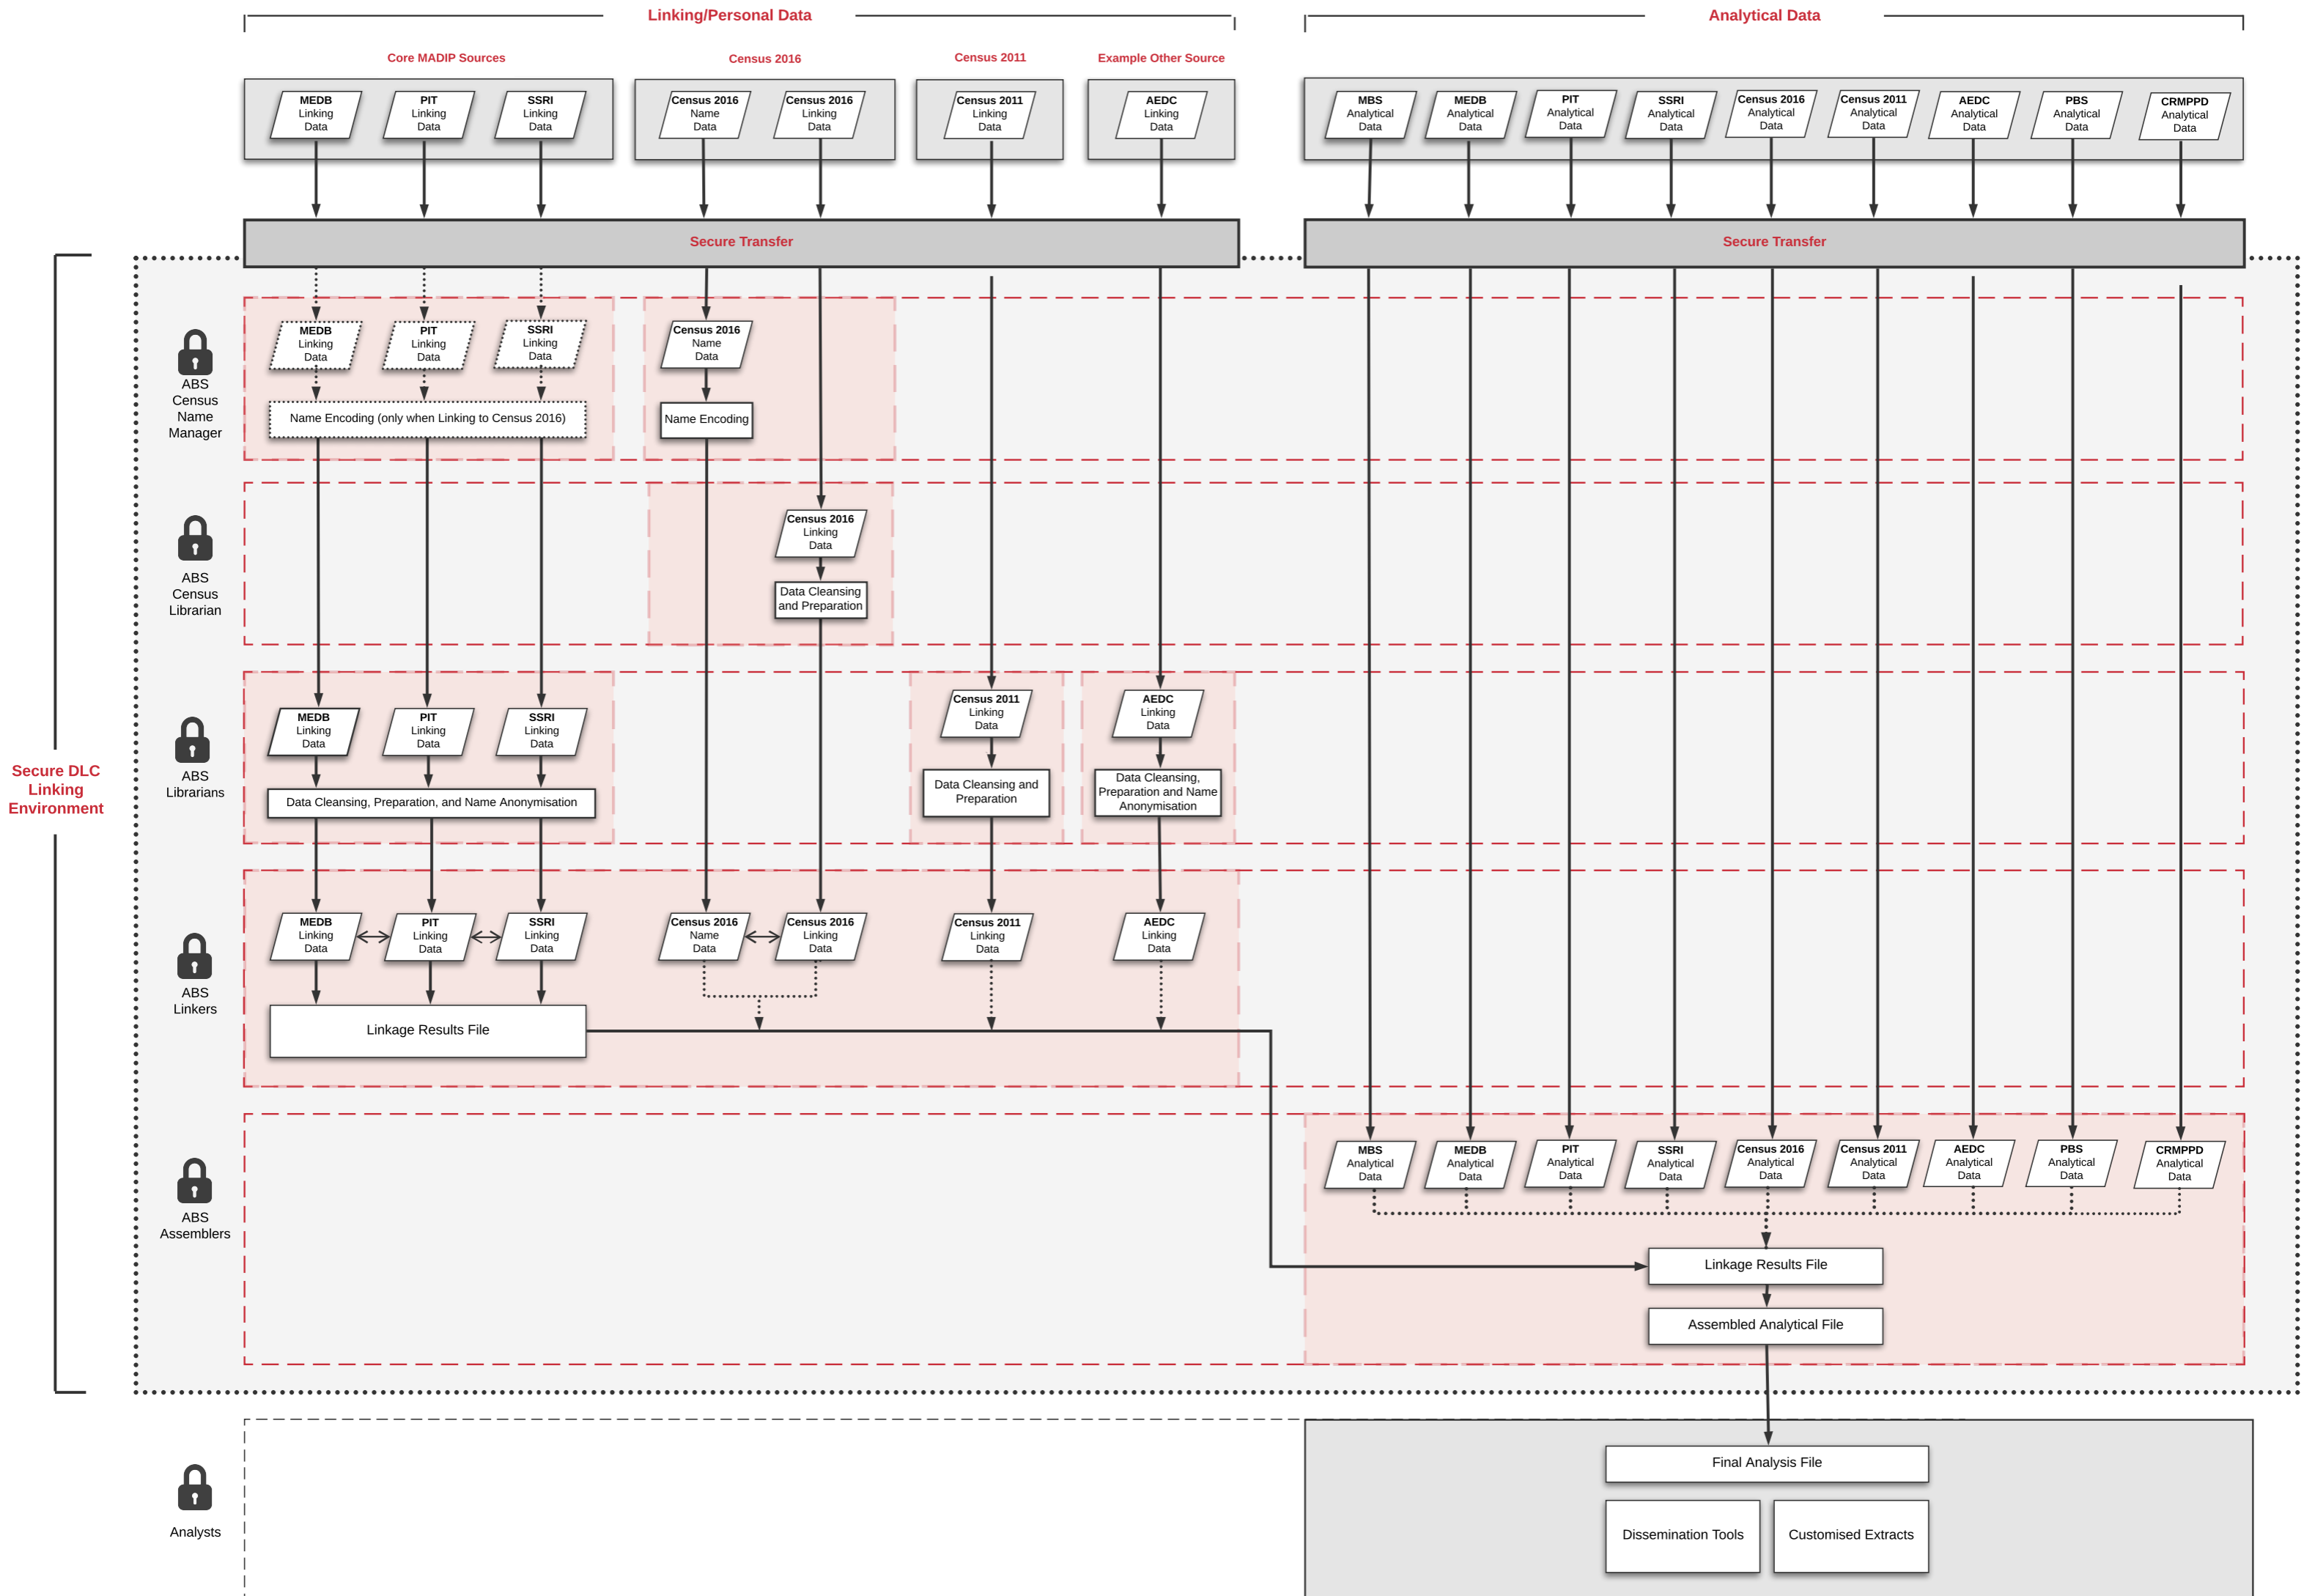 Linking/Personal Data
Analytical Data
Core MADIP Sources
Census 2016
Census 2011
Example Other Source
MEDB
Linking
Data
PIT
Linking
Data
SSRI
Linking
Data
Census 2016
Name
Data
Census 2016
Linking
Data
Census 2011
Linking
Data
AEDC
Linking
Data
MBS
Analytical
Data
MEDB
Analytical
Data
PIT
Analytical
Data
SSRI
Analytical
Data
Census 2016
Analytical
Data
Census 2011
Analytical
Data
AEDC
Analytical
Data
PBS
Analytical
Data
CRMPPD
Analytical
Data
Secure Transfer
Secure Transfer
Secure DLC
Linking
Environment
ABS
Census
Name
Manager
MEDB
Linking
Data
PIT
Linking
Data
SSRI
Linking
Data
Census 2016
Name
Data
Name Encoding (only when Linking to Census 2016)
Name Encoding
ABS
Census
Librarian
Census 2016
Linking
Data
Data Cleansing
and Preparation
ABS
Librarians
MEDB
Linking
Data
PIT
Linking
Data
SSRI
Linking
Data
Census 2011
Linking
Data
AEDC
Linking
Data
Data Cleansing, Preparation, and Name Anonymisation
Data Cleansing and
Preparation
Data Cleansing,
Preparation and Name
Anonymisation
ABS
Linkers
MEDB
Linking
Data
PIT
Linking
Data
SSRI
Linking
Data
Census 2016
Name
Data
Census 2016
Linking
Data
Census 2011
Linking
Data
AEDC
Linking
Data
Linkage Results File
ABS
Assemblers
MBS
Analytical
Data
MEDB
Analytical
Data
PIT
Analytical
Data
SSRI
Analytical
Data
Census 2016
Analytical
Data
Census 2011
Analytical
Data
AEDC
Analytical
Data
PBS
Analytical
Data
CRMPPD
Analytical
Data
Linkage Results File
Assembled Analytical File
Analysts
Final Analysis File
Dissemination Tools
Customised Extracts